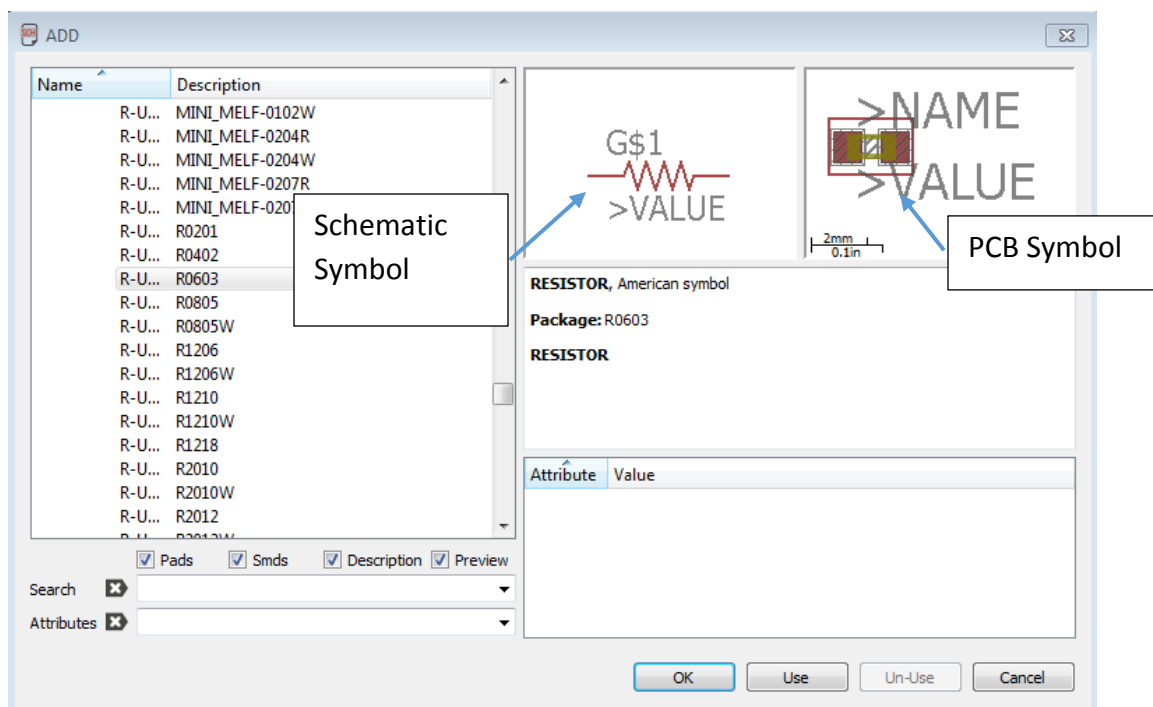 ADD
Name Description
R-U... MINI_MELF-0102W
R-U... MINI_MELF-0204R
R-U... MINI_MELF-0204W
R-U... MINI_MELF-0207R
R-U... MINI_MELF-020
R-U... R0201
R-U... R0402
R-U... R0603
R-U... R0805
R-U... R0805W
R-U... R1206
R-U... R1206W
R-U... R1210
R-U... R1210W
R-U... R1218
R-U... R2010
R-U... R2010W
R-U... R2012
Schematic
Symbol
G$1
>VALUE
>NAME
>VALUE
2mm
0.1in
PCB Symbol
RESISTOR, American symbol
Package: R0603
RESISTOR
Attribute Value
Pads Smds Description Preview
Search
Attributes
OK Use Un-Use Cancel